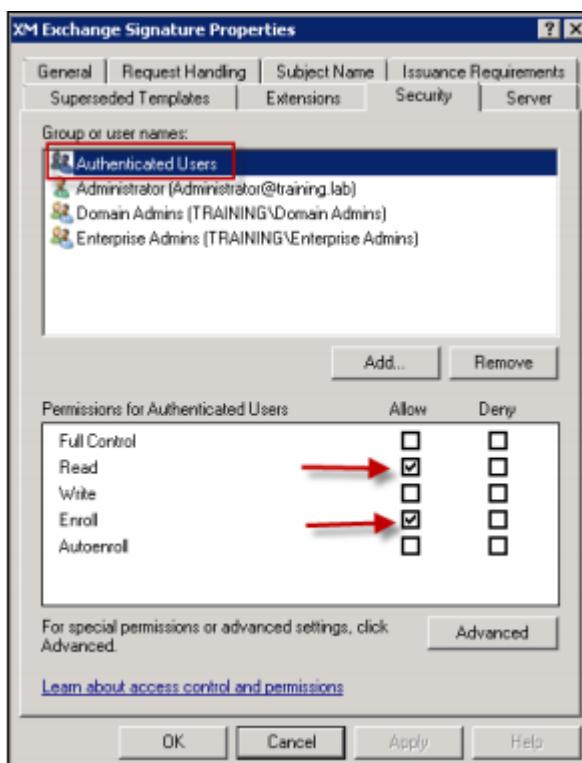 XM Exchange Signature Properties
General Request Handling Subject Name Issuance Requirements
Superseded Templates Extensions Security Server
Group or user names:
Authenticated Users
Administrator (Administrator@training.lab)
Domain Admins (TRAINING\Domain Admins)
Enterprise Admins (TRAINING\Enterprise Admins)
Add... Remove
Permissions for Authenticated Users Allow Deny
Full Control
Read
Write
Enroll
Autoenroll
For special permissions or advanced settings, click
Advanced.
Advanced
Learn about access control and permissions
OK Cancel Apply Help